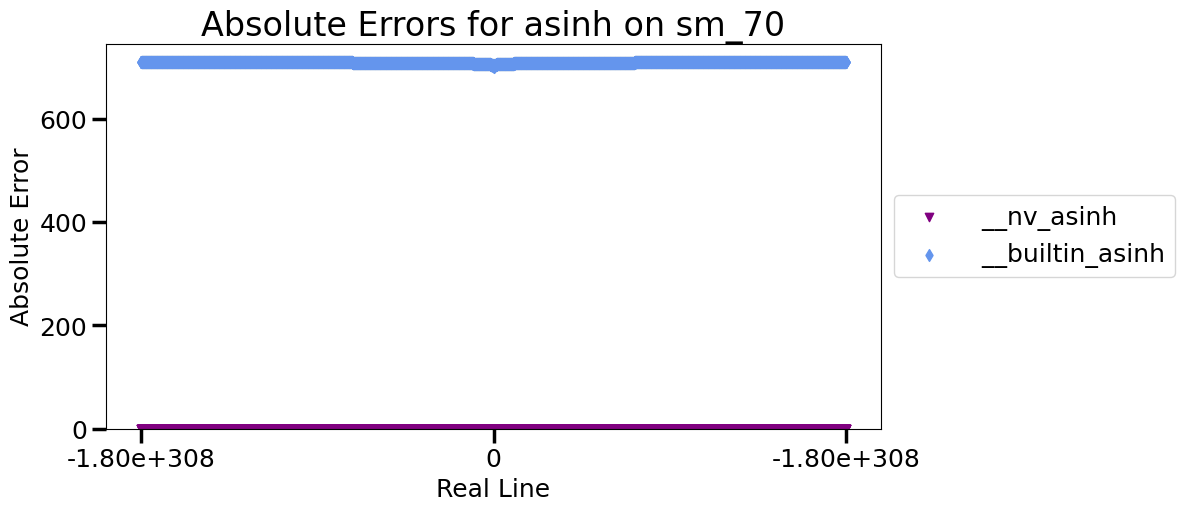 Absolute Errors for asinh on sm_70
Absolute Error
600
400
200
0
-1.80e+308
0
-1.80e+308
Real Line
__nv_asinh
__builtin_asinh